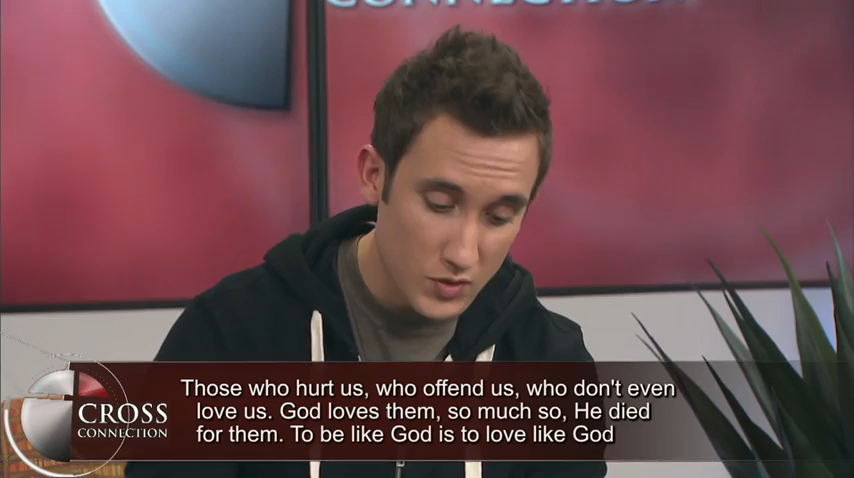 CONNECTION
Those who hurt us, who offend us, who don't even
love us. God loves them, so much so, He died
for them. To be like God is to love like God
CROSS
CONNECTION